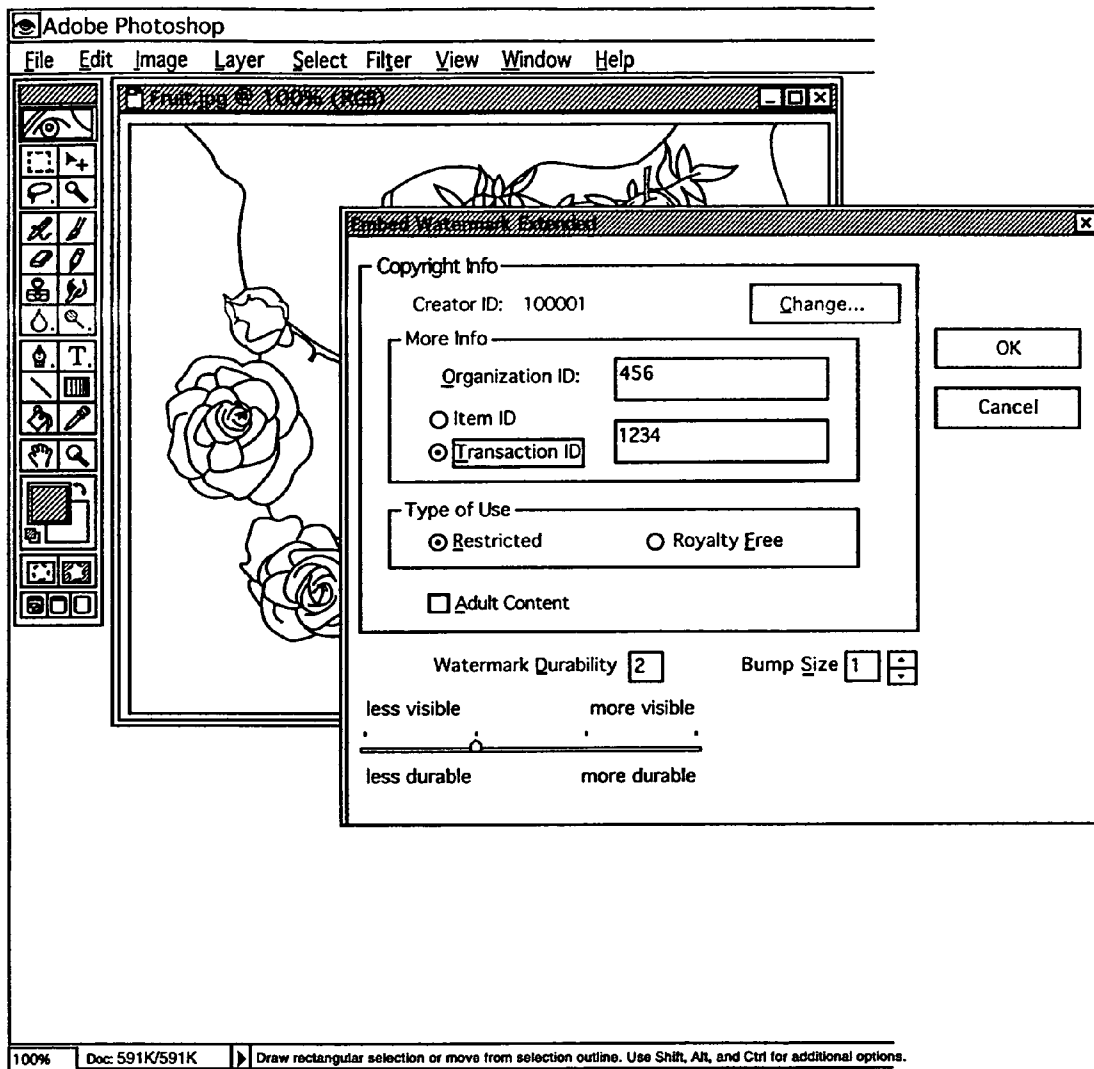 Adobe Photoshop
File Edit Image Layer Select Filter View Window Help
Fruit.jpg @ 100% (RGB)
Embed Watermark Extended
Copyright Info
Creator ID: 100001
Change...
More Info
OK
Organization ID: 456
Cancel
Item ID
1234
Transaction ID
Type of Use
Restricted Royalty Free
Adult Content
Watermark Durability 2 Bump Size 1
less visible more visible
less durable more durable
100% Doc: 591K/591K Draw rectangular selection or move from selection outline. Use Shift, Alt, and Ctrl for additional options.
T